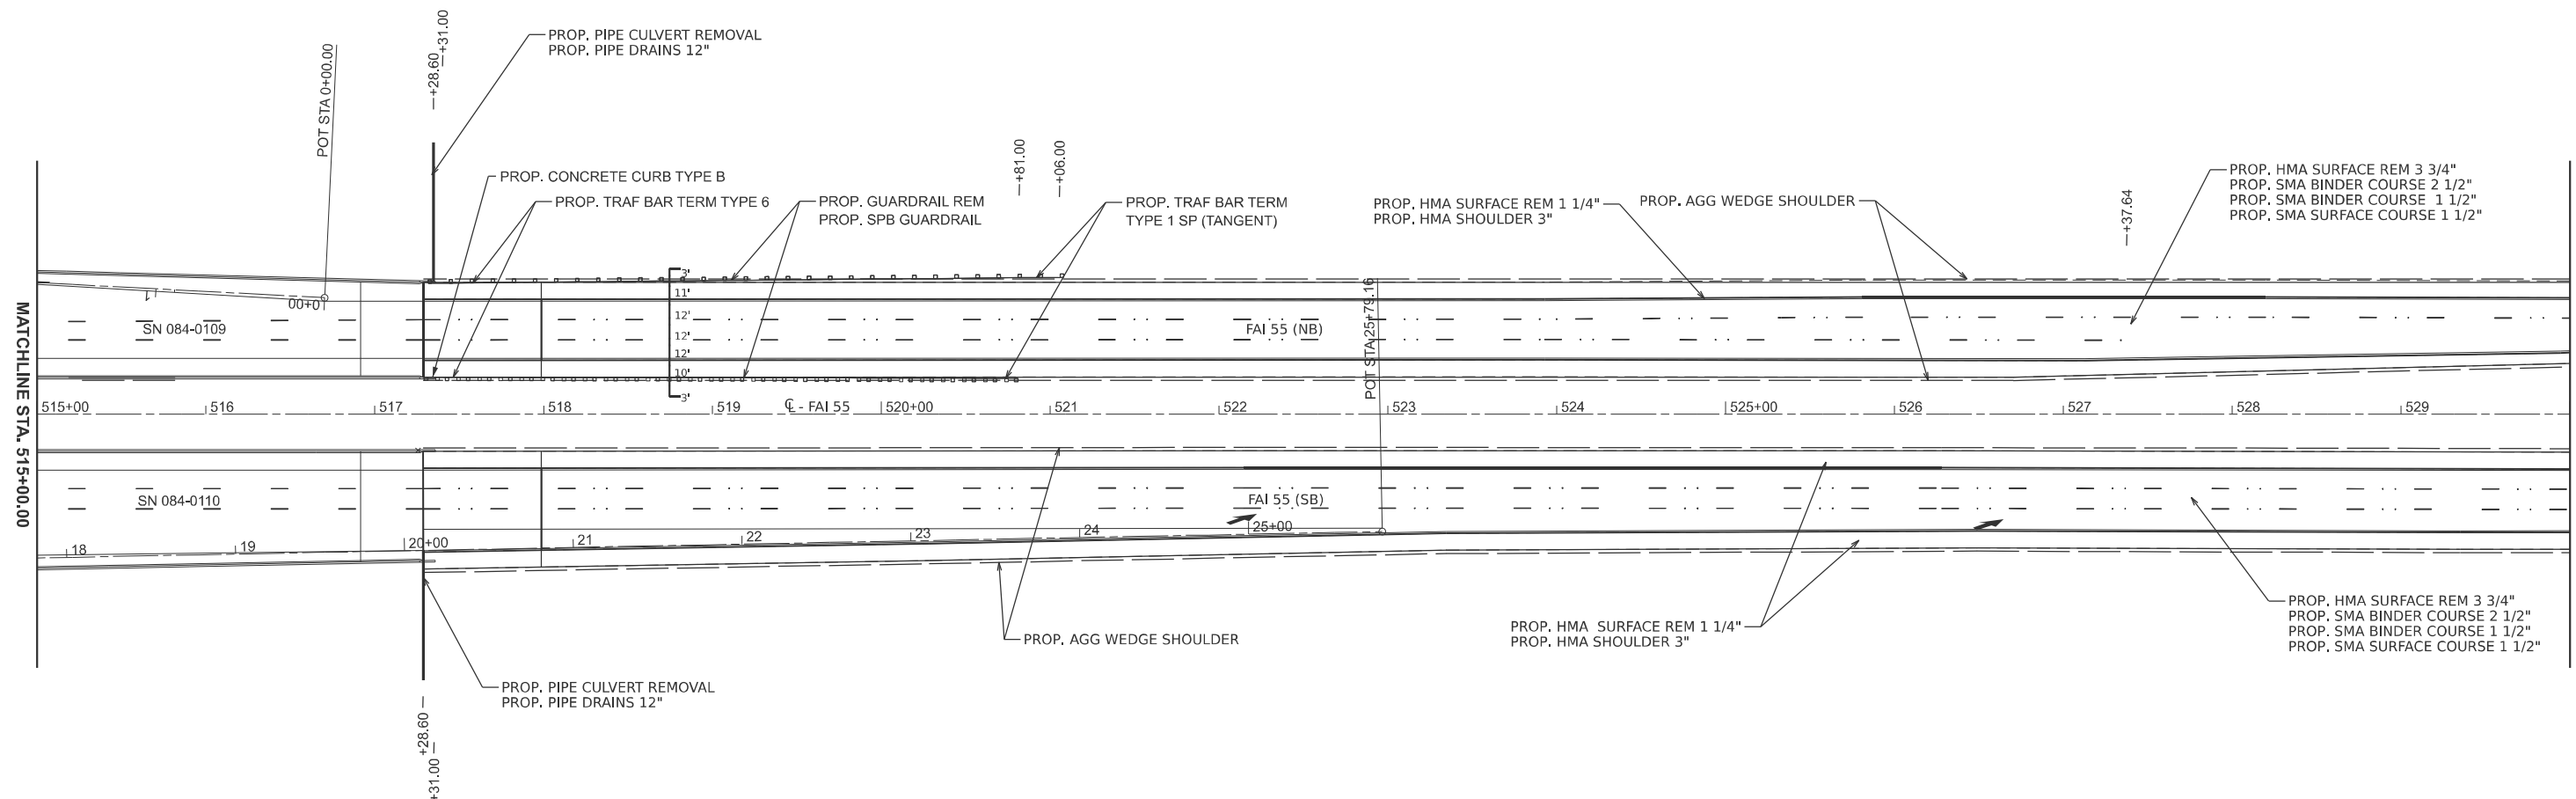 +31.00
+28.60
PROP. PIPE CULVERT REMOVAL
PROP. PIPE DRAINS 12"
POT STA 0+00.00
+81.00
+06.00
PROP. CONCRETE CURB TYPE B
PROP. TRAF BAR TERM TYPE 6
PROP. GUARDRAIL REM
PROP. SPB GUARDRAIL
PROP. TRAF BAR TERM
TYPE 1 SP (TANGENT)
PROP. HMA SURFACE REM 1 1/4"
PROP. HMA SHOULDER 3"
PROP. AGG WEDGE SHOULDER
+37.64
PROP. HMA SURFACE REM 3 3/4"
PROP. SMA BINDER COURSE 2 1/2"
PROP. SMA BINDER COURSE 1 1/2"
PROP. SMA SURFACE COURSE 1 1/2"
MATCHLINE STA. 515+00.00
1
0+00
SN 084-0109
3'
11'
12'
12'
12'
10'
3'
FAI 55 (NB)
POT STA 25+79.16
515+00
516
517
518
519
℄ - FAI 55
520+00
521
522
523
524
525+00
526
527
528
529
SN 084-0110
FAI 55 (SB)
18
19
20+00
21
22
23
24
25+00
PROP. AGG WEDGE SHOULDER
PROP. HMA SURFACE REM 1 1/4"
PROP. HMA SHOULDER 3"
PROP. HMA SURFACE REM 3 3/4"
PROP. SMA BINDER COURSE 2 1/2"
PROP. SMA BINDER COURSE 1 1/2"
PROP. SMA SURFACE COURSE 1 1/2"
PROP. PIPE CULVERT REMOVAL
PROP. PIPE DRAINS 12"
+28.60
+31.00